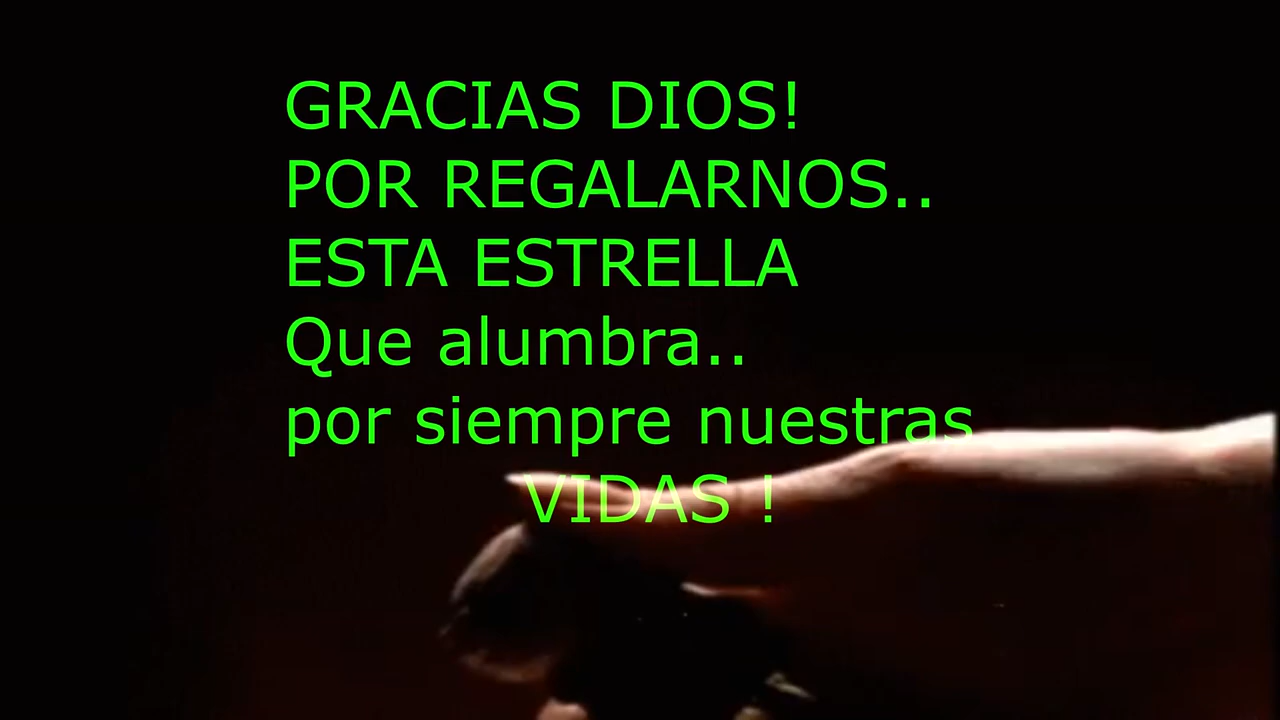 GRACIAS DIOS!
POR REGALARNOS..
ESTA ESTRELLA
Que alumbra..
por siempre nuestras
VIDAS !